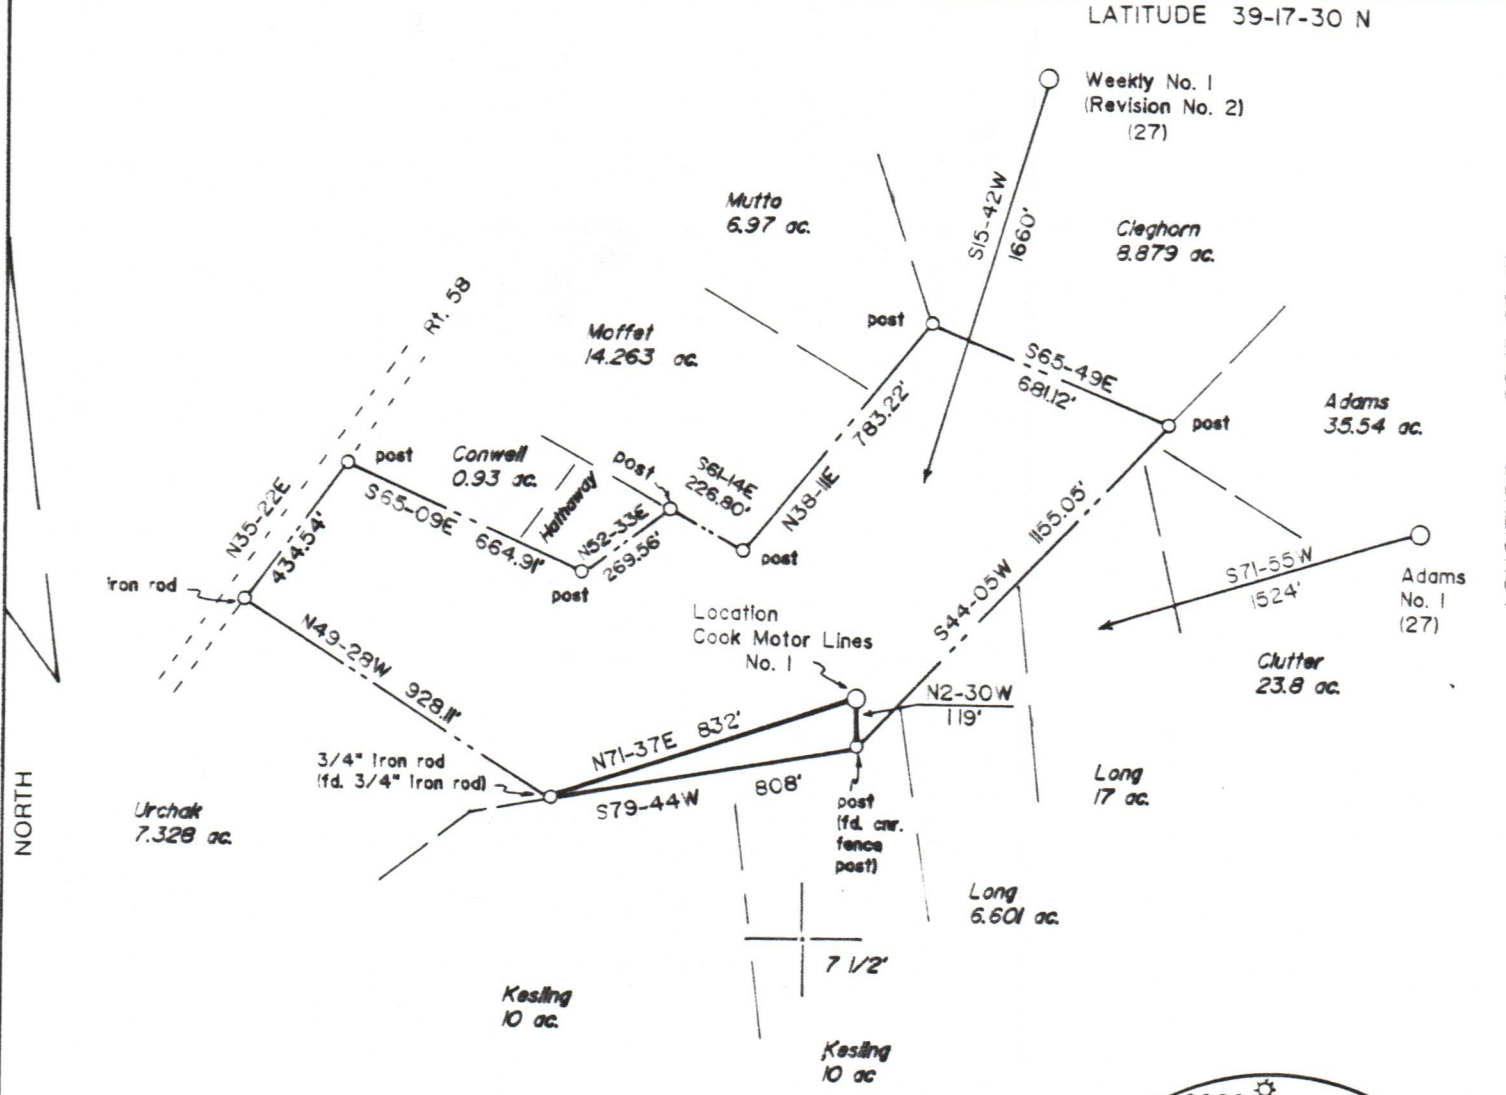 LATITUDE 39-17-30 N
Weekly No. 1
(Revision No. 2)
(27)
Mutto
6.97 ac.
S15-42W
1660'
Cleghorn
8.879 ac.
Rt. 58
Moffet
14.263 ac.
post
S65-49E
681.12'
post
Adams
35.54 ac.
783.22'
N38-11E
post
Conwell
0.93 ac.
Hathaway
post
S61-14E
226.80'
N35-22E
434.54'
S65-09E
664.91'
N52-33E
269.56'
post
post
1155.05'
S44-05W
S71-55W
1524'
Adams
No. 1
(27)
iron rod
Location
Cook Motor Lines
No. 1
N49-28W
928.11'
Clutter
23.8 ac.
N2-30W
119'
N71-37E 832'
3/4" iron rod
(fd. 3/4" iron rod)
S79-44W
808'
post
(fd. cnr.
fence
post)
Long
17 ac.
Urchak
7.328 ac.
NORTH
Long
6.601 ac.
7 1/2'
Kesling
10 ac.
Kesling
10 ac